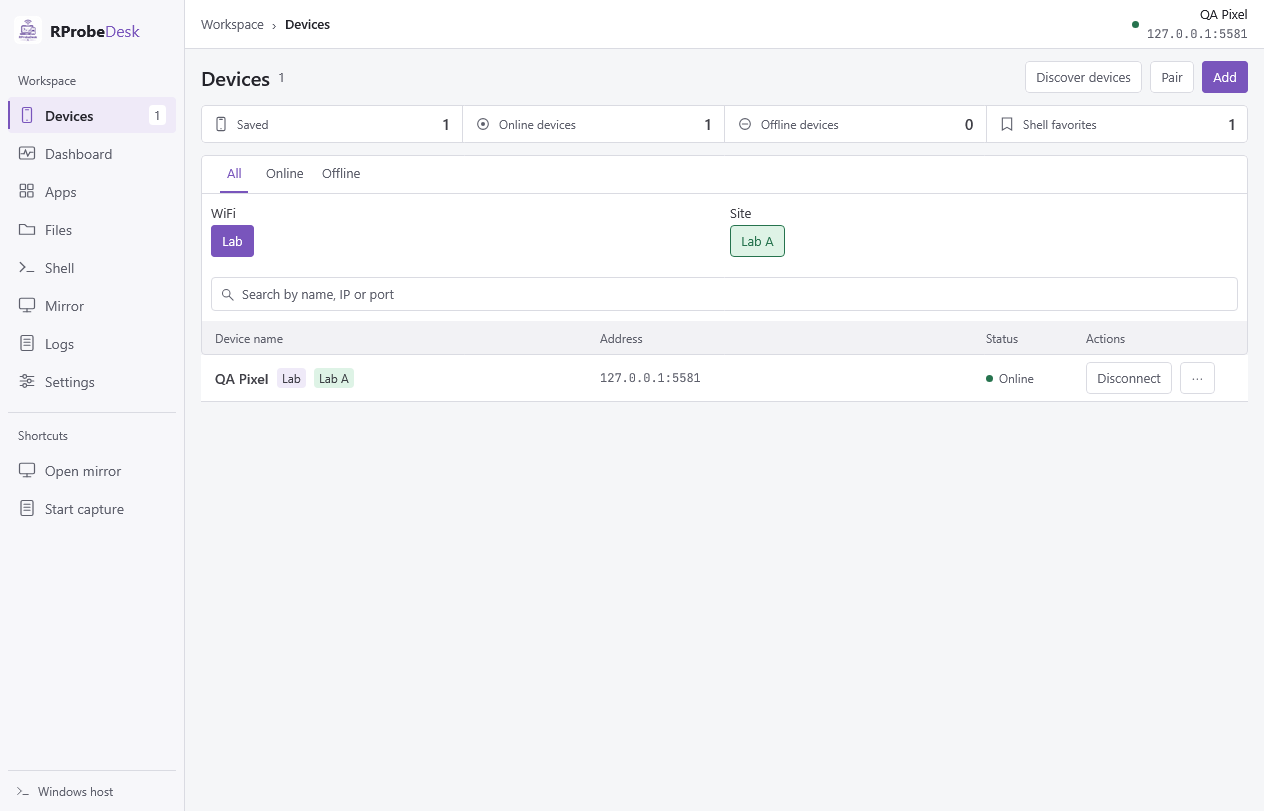 RProbeDesk
Workspace
Devices 1
Dashboard
Apps
Files
Shell
Mirror
Logs
Settings
Shortcuts
Open mirror
Start capture
Windows host
Workspace › Devices
QA Pixel
127.0.0.1:5581
Devices 1
Discover devices Pair Add
Saved 1 Online devices 1 Offline devices 0 Shell favorites 1
All Online Offline
WiFi Site
Lab Lab A
Search by name, IP or port
Device name Address Status Actions
QA Pixel Lab Lab A 127.0.0.1:5581 Online Disconnect ...